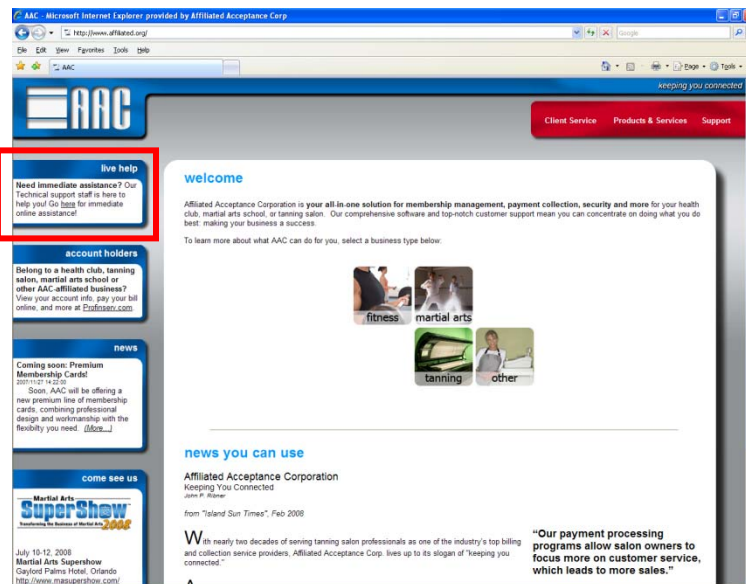 AAC - Microsoft Internet Explorer provided by Affiliated Acceptance Corp
http://www.affiliated.org/
Google
File Edit View Favorites Tools Help
AAC
Page Tools
keeping you connected
AAC
Client Service Products & Services Support
live help
Need immediate assistance? Our
Technical support staff is here to
help you! Go here for immediate
online assistance!
account holders
Belong to a health club, tanning
salon, martial arts school or
other AAC-affiliated business?
View your account info, pay your bill
online, and more at Profinserv.com.
news
Coming soon: Premium
Membership Cards!
2007/11/27 14:22:00
Soon, AAC will be offering a
new premium line of membership
cards, combining professional
design and workmanship with the
flexibilty you need. (More...)
come see us
Martial Arts
SuperShow
Transforming the Business of Martial Arts 2008
July 10-12, 2008
Martial Arts Supershow
Gaylord Palms Hotel, Orlando
http://www.masupershow.com/
welcome
Affiliated Acceptance Corporation is your all-in-one solution for membership management, payment collection, security and more for your health
club, martial arts school, or tanning salon. Our comprehensive software and top-notch customer support mean you can concentrate on doing what you do
best: making your business a success.
To learn more about what AAC can do for you, select a business type below:
fitness martial arts
tanning other
news you can use
Affiliated Acceptance Corporation
Keeping You Connected
John P. Ribner
from "Island Sun Times", Feb 2008
With nearly two decades of serving tanning salon professionals as one of the industry's top billing
and collection service providers, Affiliated Acceptance Corp. lives up to its slogan of "keeping you
connected."
"Our payment processing
programs allow salon owners to
focus more on customer service,
which leads to more sales."